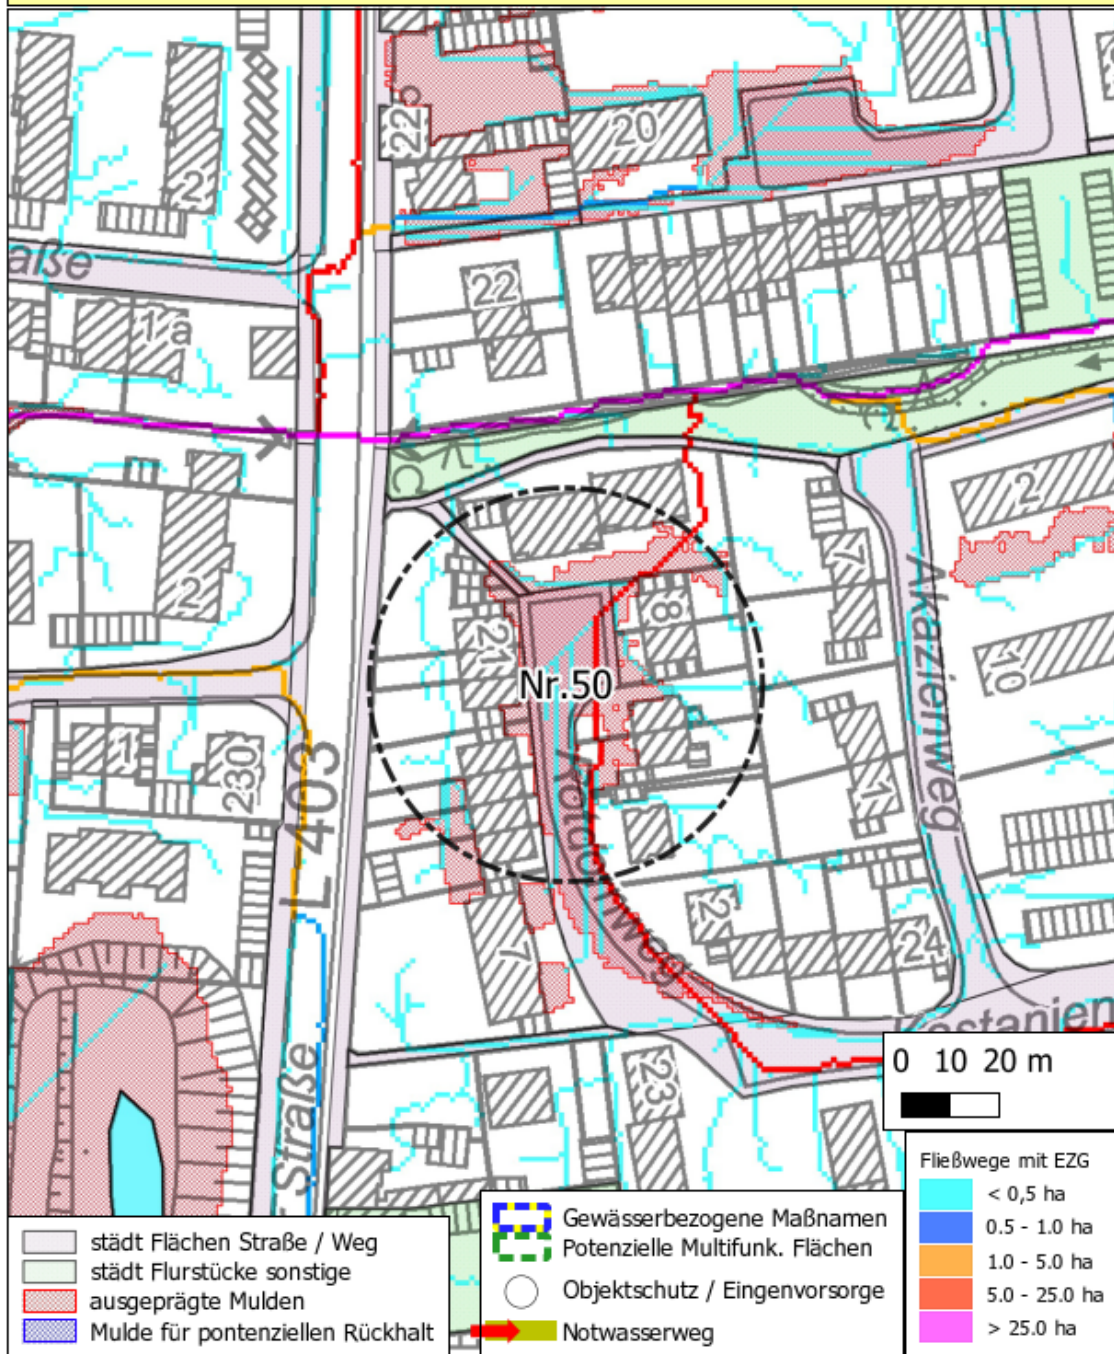 22
20
2
aße
22
1a
2
2
7
Akazienweg
21
8
10
Nr.50
1
230
1
L 403
Rotdornweg
2
24
7
Kastanien
23
Straße
0 10 20 m
Fließwege mit EZG
< 0,5 ha
0.5 - 1.0 ha
1.0 - 5.0 ha
5.0 - 25.0 ha
> 25.0 ha
städt Flächen Straße / Weg
städt Flurstücke sonstige
ausgeprägte Mulden
Mulde für pontenziellen Rückhalt
Gewässerbezogene Maßnamen
Potenzielle Multifunk. Flächen
Objektschutz / Eingenvorsorge
Notwasserweg